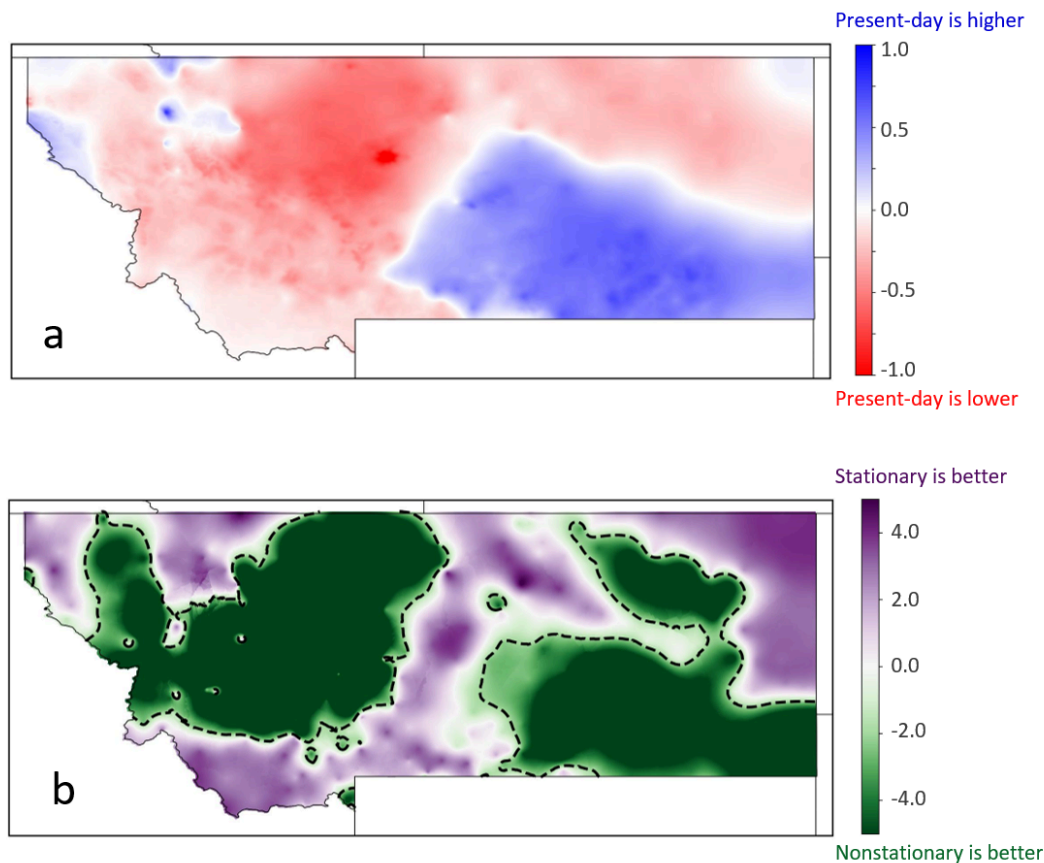 Present-day is higher
1.0
0.5
0.0
-0.5
-1.0
a
Present-day is lower
Stationary is better
4.0
2.0
0.0
-2.0
-4.0
b
Nonstationary is better